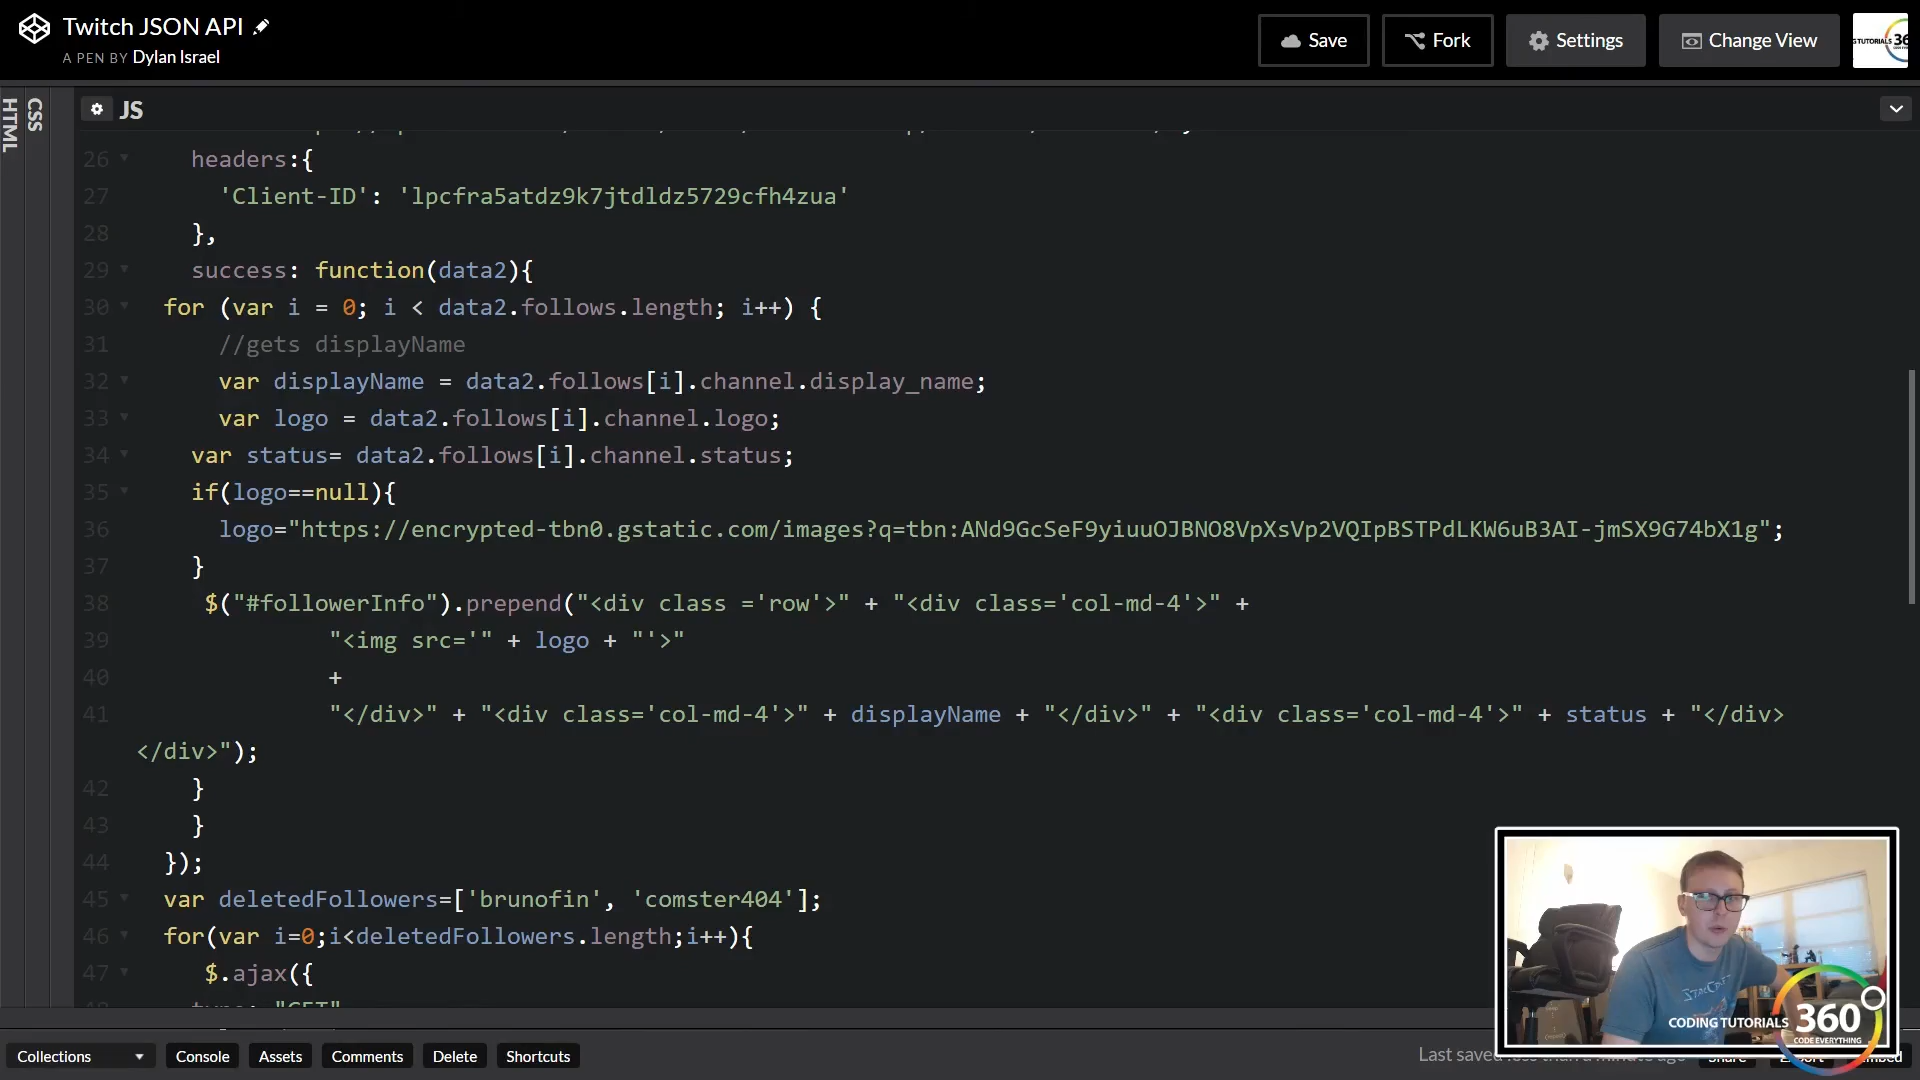 Twitch JSON API
A PEN BY Dylan Israel
Save
Fork
Settings
Change View
HTML
CSS
JS
26 headers:{
27 'Client-ID': 'lpcfra5atdz9k7jtdldz5729cfh4zua'
28 },
29 success: function(data2){
30 for (var i = 0; i < data2.follows.length; i++) {
31 //gets displayName
32 var displayName = data2.follows[i].channel.display_name;
33 var logo = data2.follows[i].channel.logo;
34 var status= data2.follows[i].channel.status;
35 if(logo==null){
36 logo="https://encrypted-tbn0.gstatic.com/images?q=tbn:ANd9GcSeF9yiuuOJBNO8VpXsVp2VQIpBSTPdLKW6uB3AI-jmSX9G74bX1g";
37 }
38 $("#followerInfo").prepend("<div class ='row'>" + "<div class='col-md-4'>" +
39 "<img src='" + logo + "'>"
40 +
41 "</div>" + "<div class='col-md-4'>" + displayName + "</div>" + "<div class='col-md-4'>" + status + "</div>
</div>");
42 }
43 }
44 });
45 var deletedFollowers=['brunofin', 'comster404'];
46 for(var i=0;i<deletedFollowers.length;i++){
47 $.ajax({
CODING TUTORIALS 360
CODE EVERYTHING
Collections
Console
Assets
Comments
Delete
Shortcuts
Last saved less than a minute ago